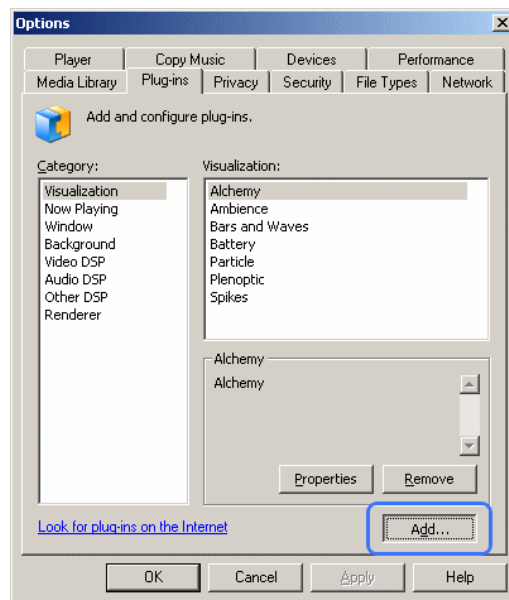 Options
Player Copy Music Devices Performance
Media Library Plug-ins Privacy Security File Types Network
Add and configure plug-ins.
Category: Visualization:
Visualization Alchemy
Now Playing Ambience
Window Bars and Waves
Background Battery
Video DSP Particle
Audio DSP Plenoptic
Other DSP Spikes
Renderer
Alchemy
Alchemy
Properties Remove
Look for plug-ins on the Internet Add...
OK Cancel Apply Help